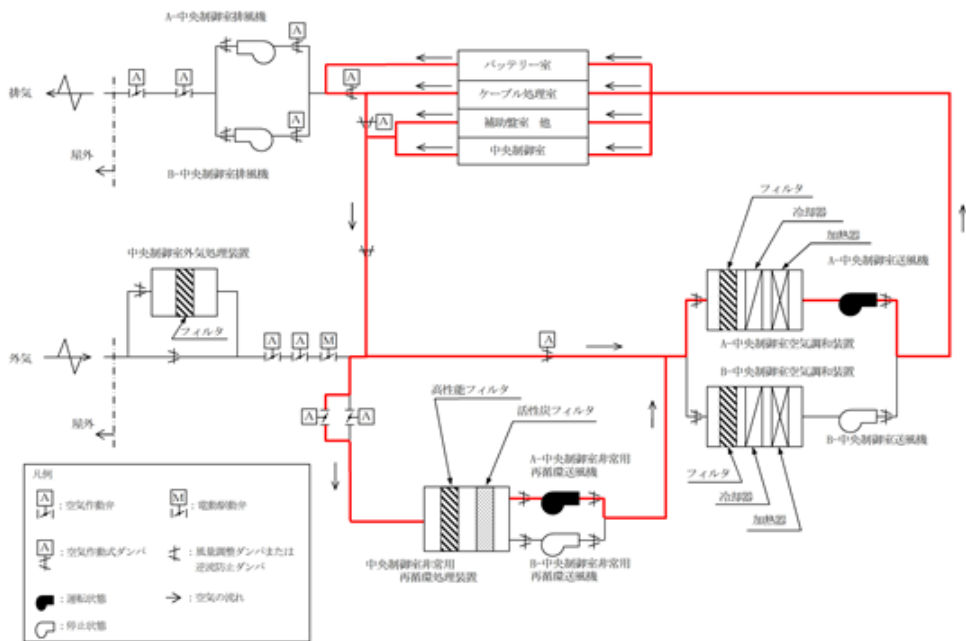 A-中央制御室排風機
A
A
A
A
A
A
排気
屋外
B-中央制御室排風機
バッテリー室
ケーブル処理室
補助盤室 他
中央制御室
フィルタ
冷却器
加熱器
A-中央制御室送風機
中央制御室外気処理装置
フィルタ
外気
屋外
A
A
M
A
A-中央制御室空気調和装置
B-中央制御室空気調和装置
B-中央制御室送風機
フィルタ
冷却器
加熱器
高性能フィルタ
活性炭フィルタ
A
A
A-中央制御室非常用
再循環送風機
中央制御室非常用
再循環処理装置
B-中央制御室非常用
再循環送風機
凡例
A
:空気作動弁
M
:電動駆動弁
A
:空気作動式ダンパ
:風量調整ダンパまたは
逆流防止ダンパ
:運転状態
:空気の流れ
:停止状態